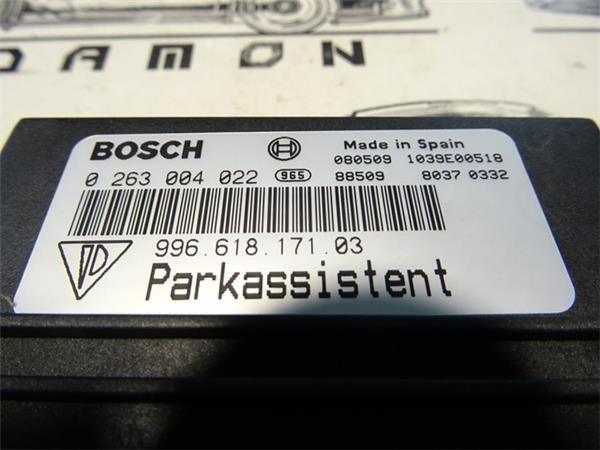 DAMON
BOSCH Made in Spain
080509 1039E00518
0 263 004 022 965 88509 8037 0332
996.618.171.03
Parkassistent